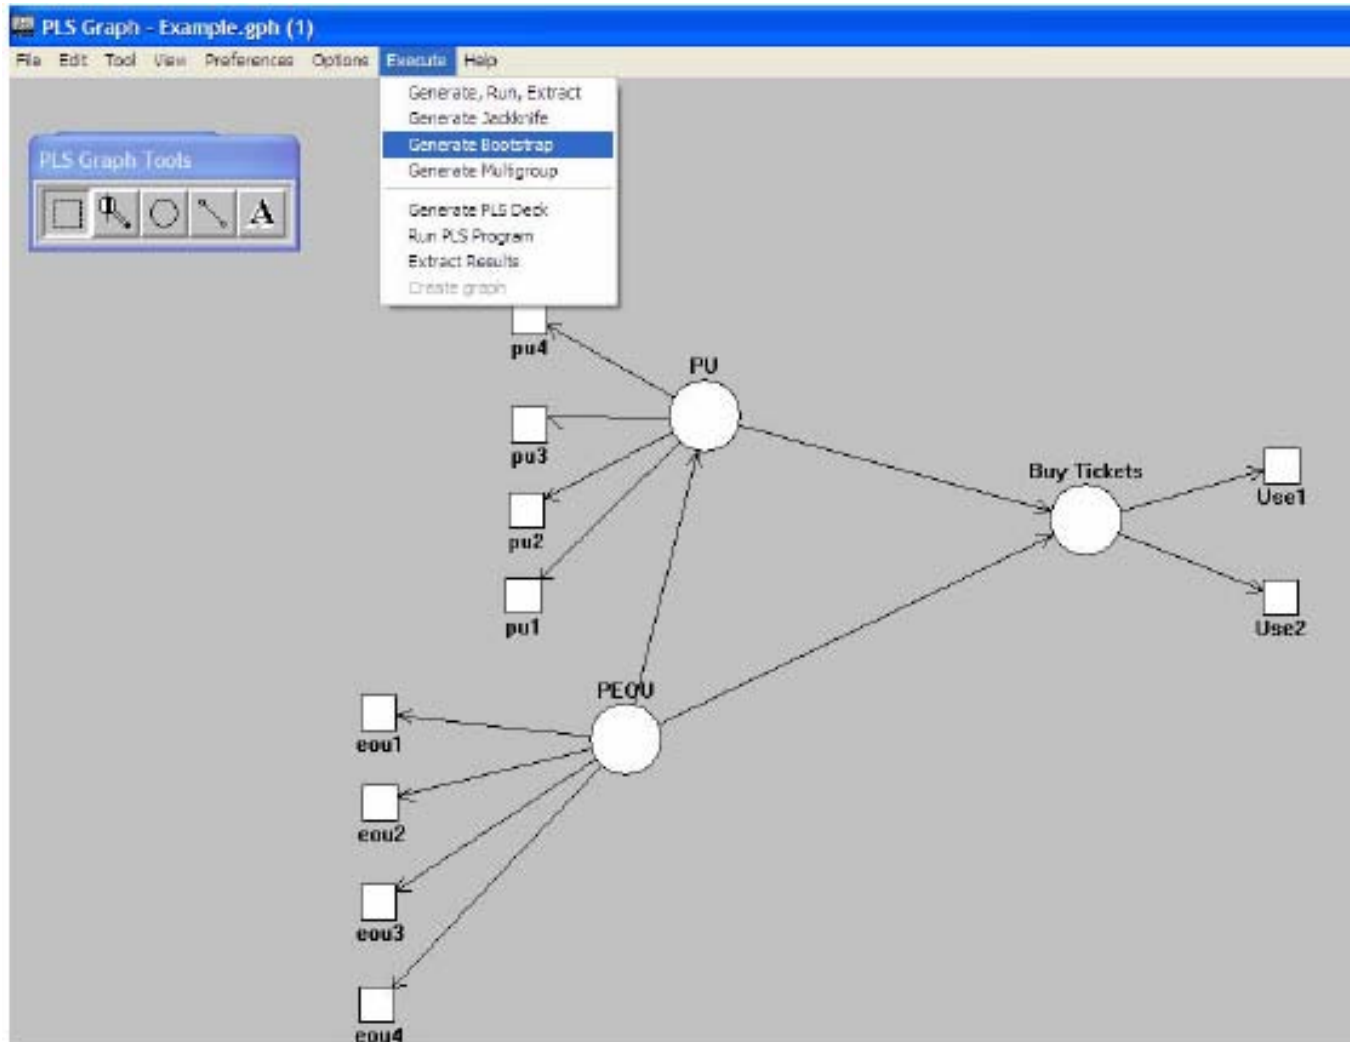 PLS Graph - Example.gph (1)
File Edit Tool View Preferences Options Execute Help
Generate, Run, Extract
Generate Jackknife
Generate Bootstrap
Generate Multigroup
Generate PLS Deck
Run PLS Program
Extract Results
Create graph
PLS Graph Tools
A
pu4
PU
pu3
Buy Tickets
Use1
pu2
pu1
Use2
PEOU
eou1
eou2
eou3
eou4